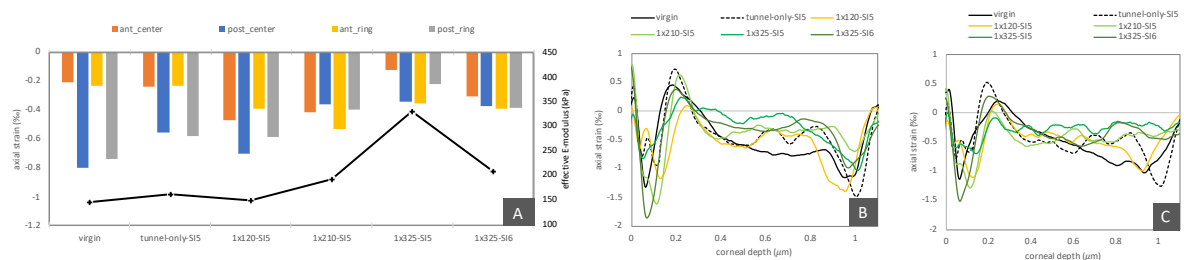 ant_center post_center ant_ring post_ring
0
-0.2
-0.4
-0.6
-0.8
-1
-1.2
axial strain (‰)
450
400
350
300
250
200
150
100
effective E-modulus (kPa)
virgin tunnel-only-SI5 1x120-SI5 1x210-SI5 1x325-SI5 1x325-SI6
A
virgin tunnel-only-SI5 1x120-SI5
1x210-SI5 1x325-SI5 1x325-SI6
1
0.5
0
-0.5
-1
-1.5
-2
axial strain (‰)
0 0.2 0.4 0.6 0.8 1
corneal depth (μm)
B
virgin tunnel-only-SI5
1x120-SI5 1x210-SI5
1x325-SI5 1x325-SI6
1
0.5
0
-0.5
-1
-1.5
-2
axial strain (‰)
0 0.2 0.4 0.6 0.8 1
corneal depth (μm)
C